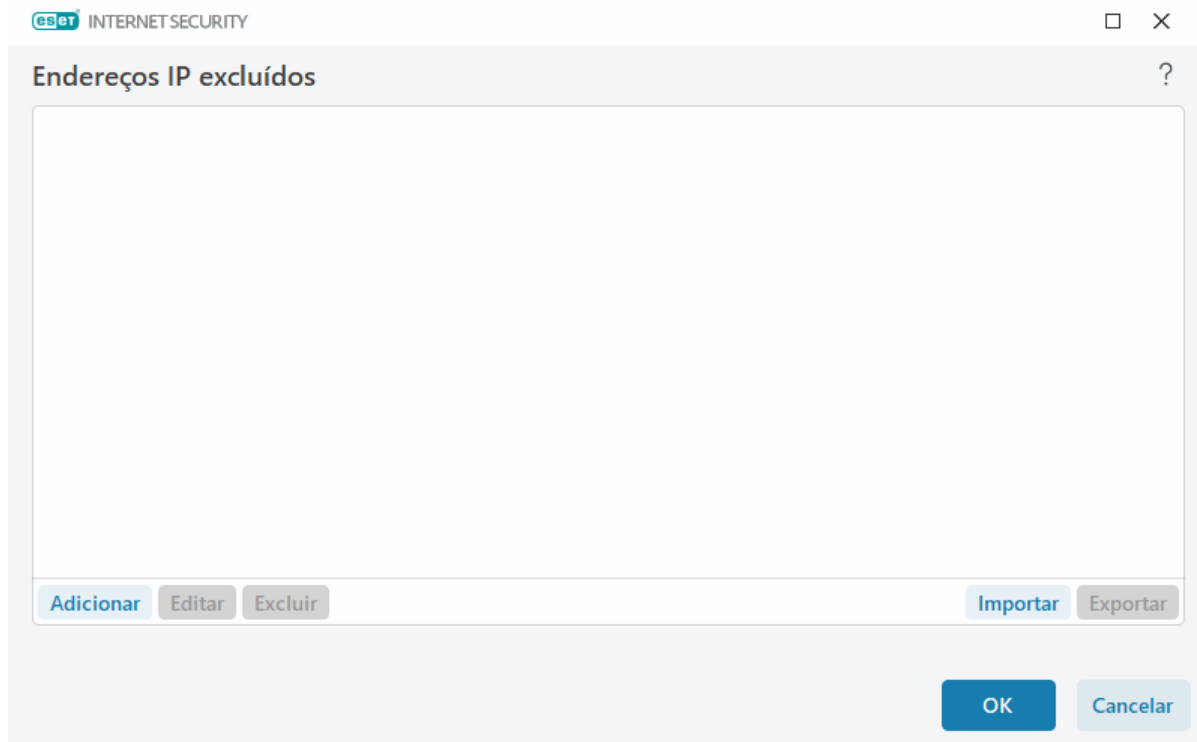 eset INTERNET SECURITY
Endereços IP excluídos ?
Adicionar Editar Excluir Importar Exportar
OK Cancelar